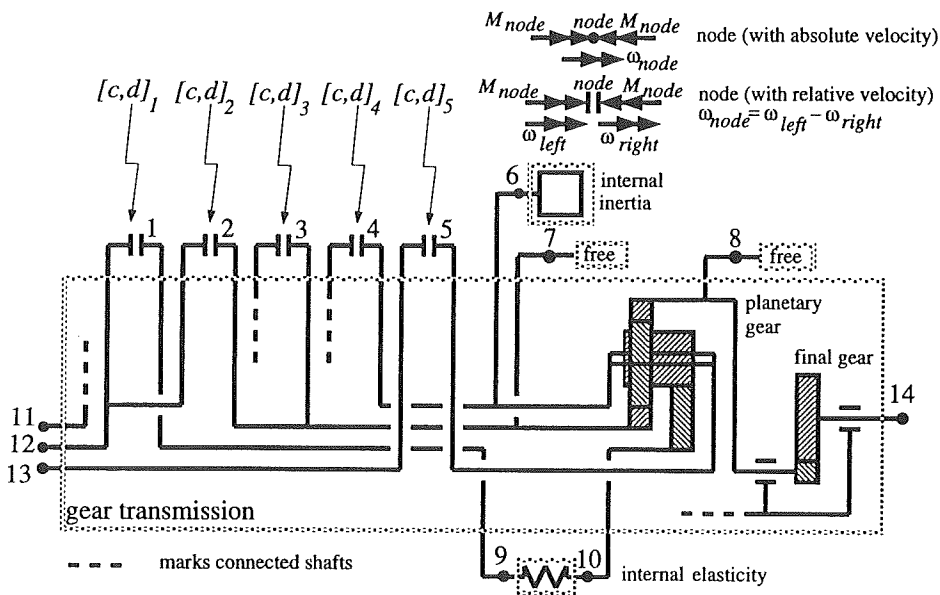 M_node node M_node node (with absolute velocity)
ω_node
M_node node M_node node (with relative velocity)
ω_left ω_right ω_node = ω_left - ω_right
[c,d]_1 [c,d]_2 [c,d]_3 [c,d]_4 [c,d]_5
6 internal
inertia
1 2 3 4 5 7 free 8 free
planetary
gear
final gear
14
11
12
13
gear transmission
marks connected shafts
9 10 internal elasticity